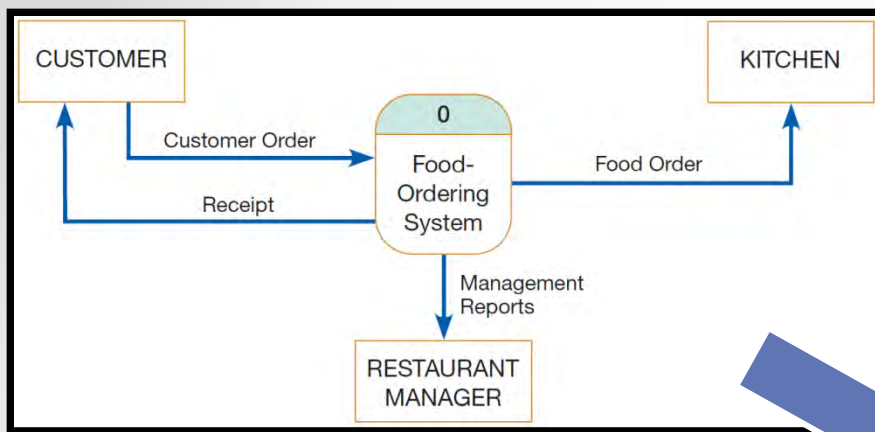 CUSTOMER
KITCHEN
0
Customer Order
Food-
Ordering
System
Food Order
Receipt
Management
Reports
RESTAURANT
MANAGER